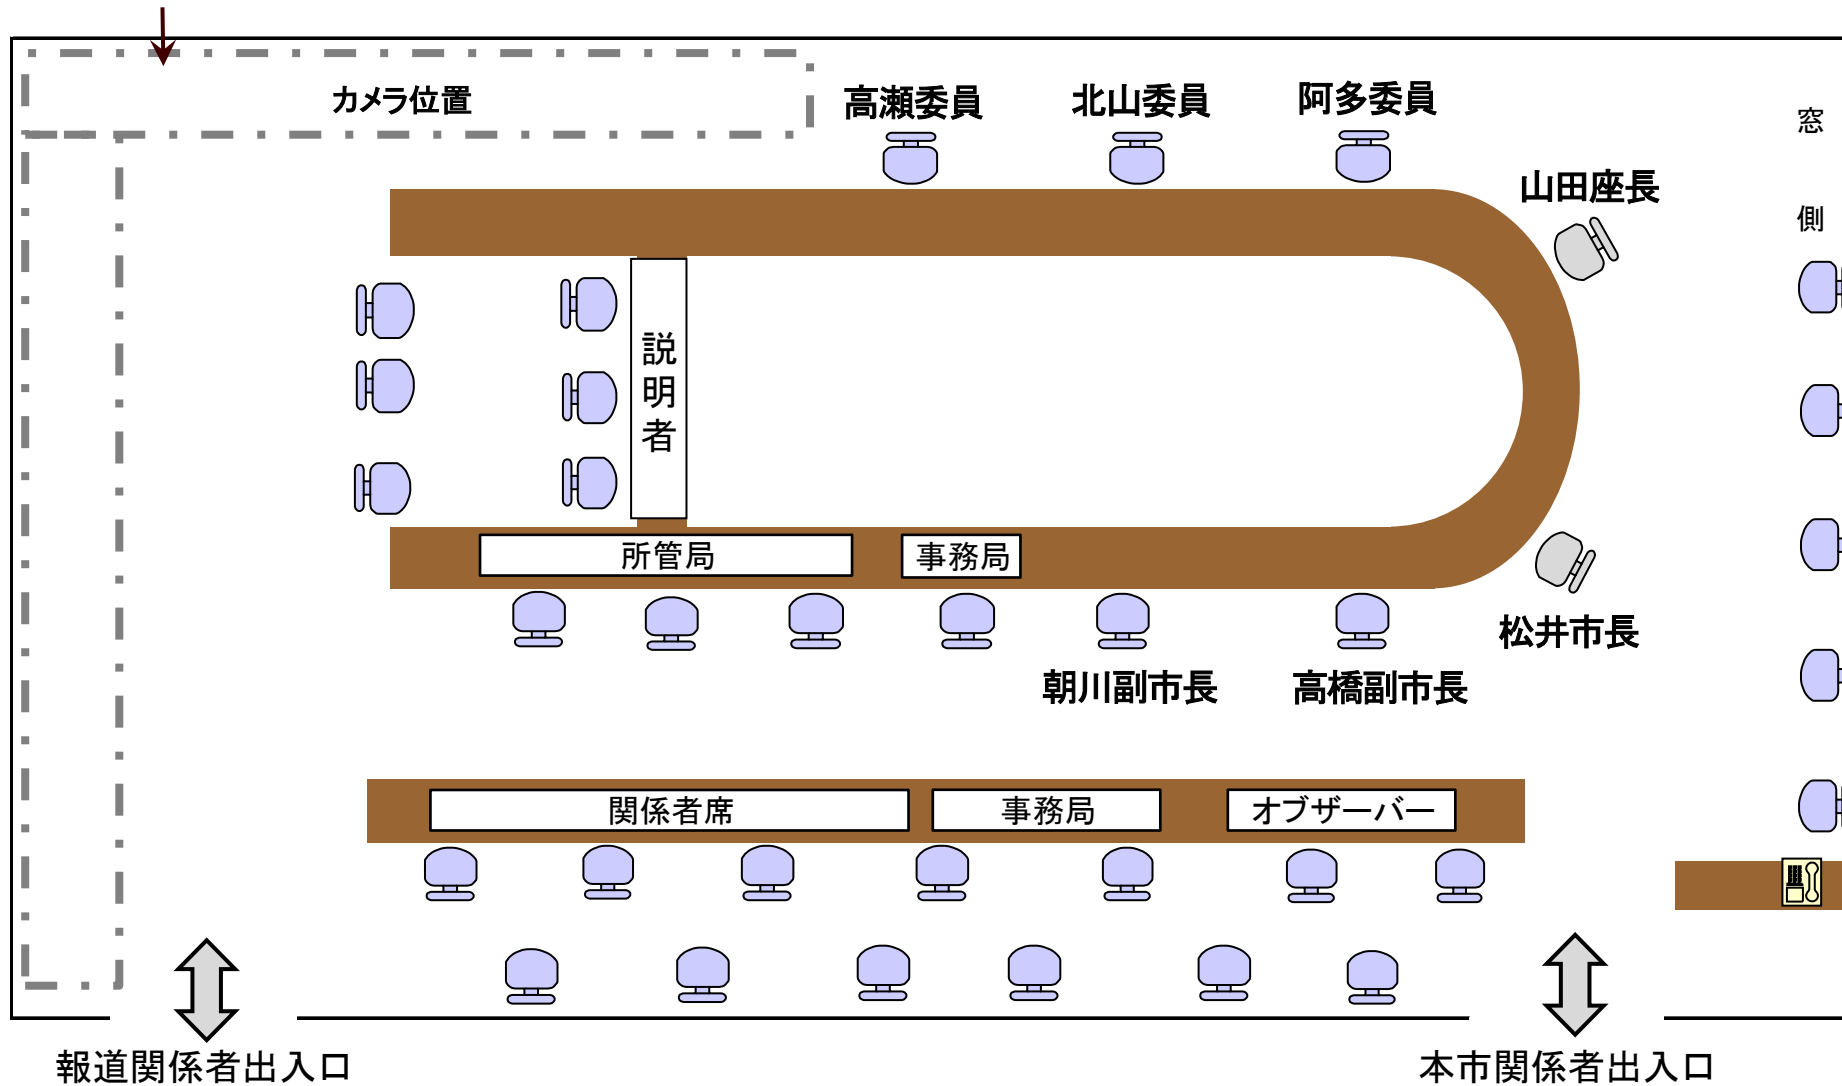 カメラ位置
高瀬委員
北山委員
阿多委員
窓
側
山田座長
説明者
所管局
事務局
松井市長
朝川副市長
高橋副市長
関係者席
事務局
オブザーバー
報道関係者出入口
本市関係者出入口